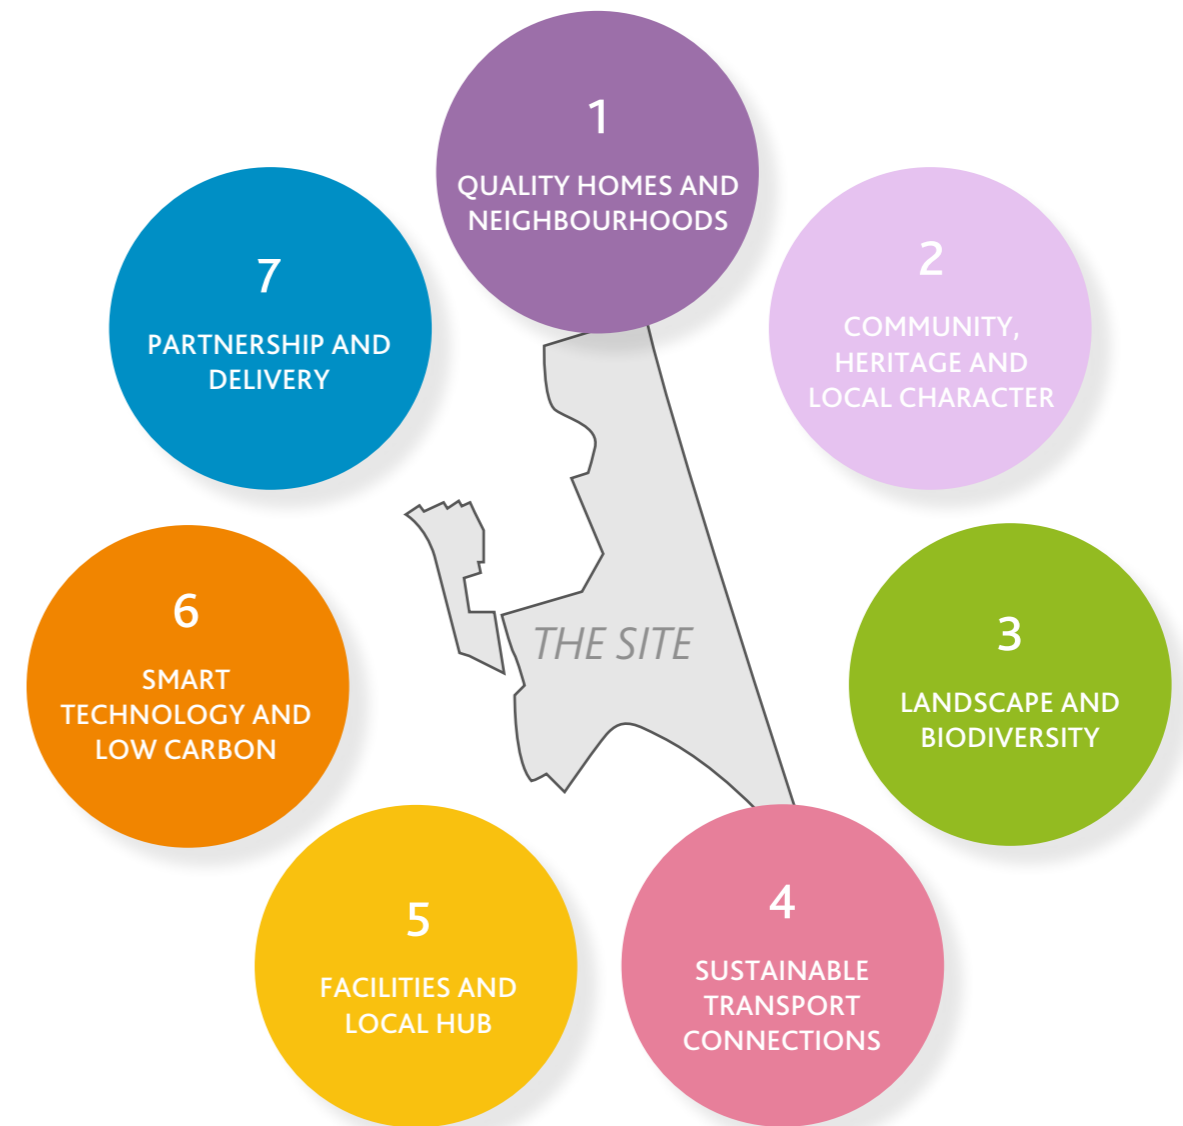 1
QUALITY HOMES AND
NEIGHBOURHOODS
2
COMMUNITY,
HERITAGE AND
LOCAL CHARACTER
3
LANDSCAPE AND
BIODIVERSITY
4
SUSTAINABLE
TRANSPORT
CONNECTIONS
5
FACILITIES AND
LOCAL HUB
6
SMART
TECHNOLOGY AND
LOW CARBON
7
PARTNERSHIP AND
DELIVERY
THE SITE